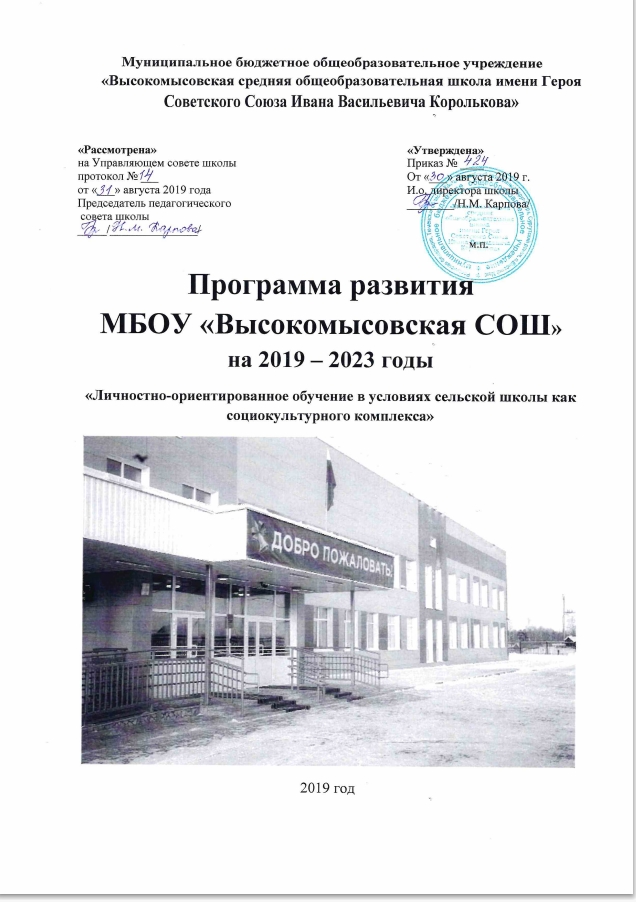 Муниципальное бюджетное общеобразовательное учреждение
«Высокомысовская средняя общеобразовательная школа имени Героя
Советского Союза Ивана Васильевича Королькова»
«Рассмотрена»
на Управляющем совете школы
протокол № 14
от «31» августа 2019 года
Председатель педагогического
совета школы
/Н.М. Карпова/
«Утверждена»
Приказ № 424
От «30» августа 2019 г.
И.о. директора школы
/Н.М. Карпова/
м.п.
Программа развития
МБОУ «Высокомысовская СОШ»
на 2019 – 2023 годы
«Личностно-ориентированное обучение в условиях сельской школы как
социокультурного комплекса»
ДОБРО ПОЖАЛОВАТЬ!
2019 год